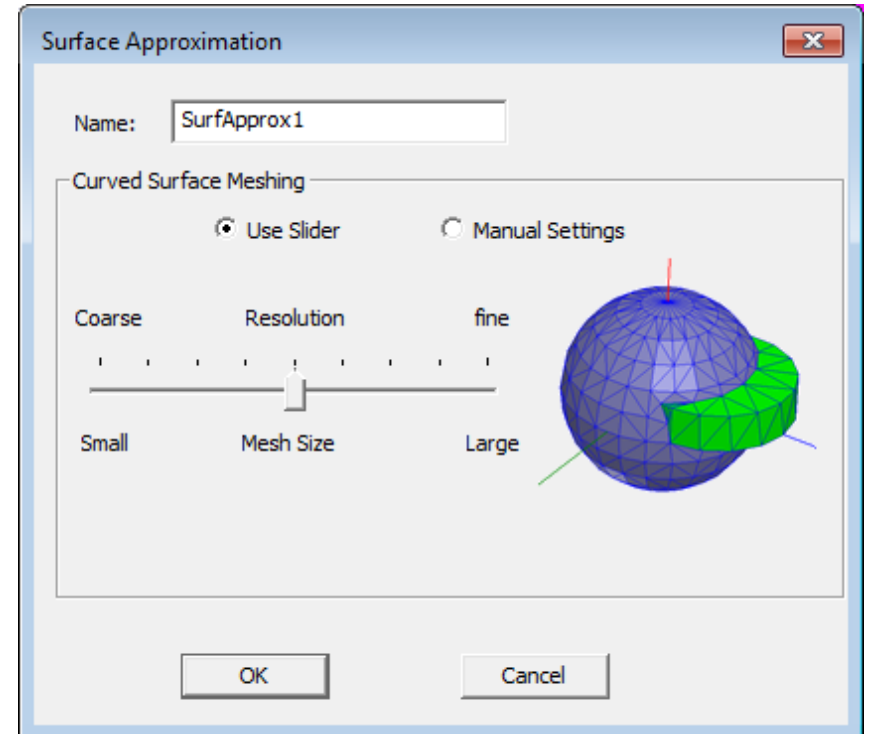 Surface Approximation
Name: SurfApprox1
Curved Surface Meshing
Use Slider Manual Settings
Coarse Resolution fine
Small Mesh Size Large
OK Cancel